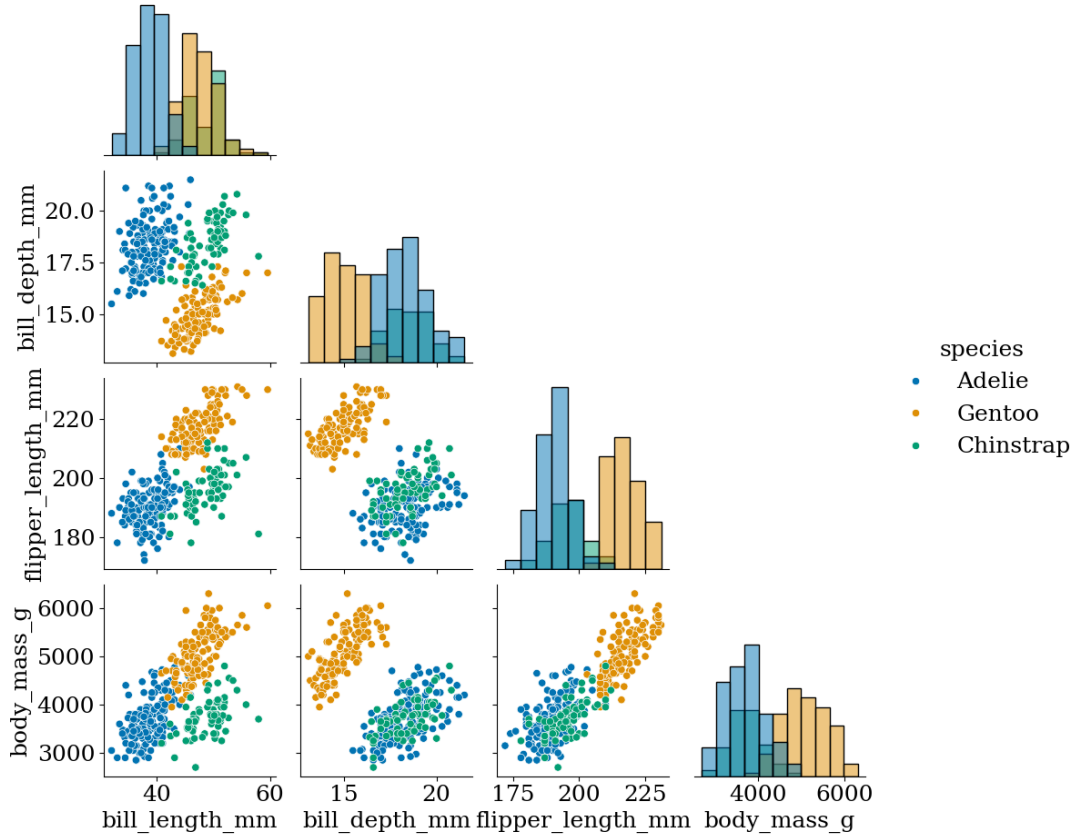 bill_depth_mm
20.0
17.5
15.0
flipper_length_mm
220
200
180
body_mass_g
6000
5000
4000
3000
40 60
bill_length_mm
15 20
bill_depth_mm
175 200 225
flipper_length_mm
4000 6000
body_mass_g
species
Adelie
Gentoo
Chinstrap